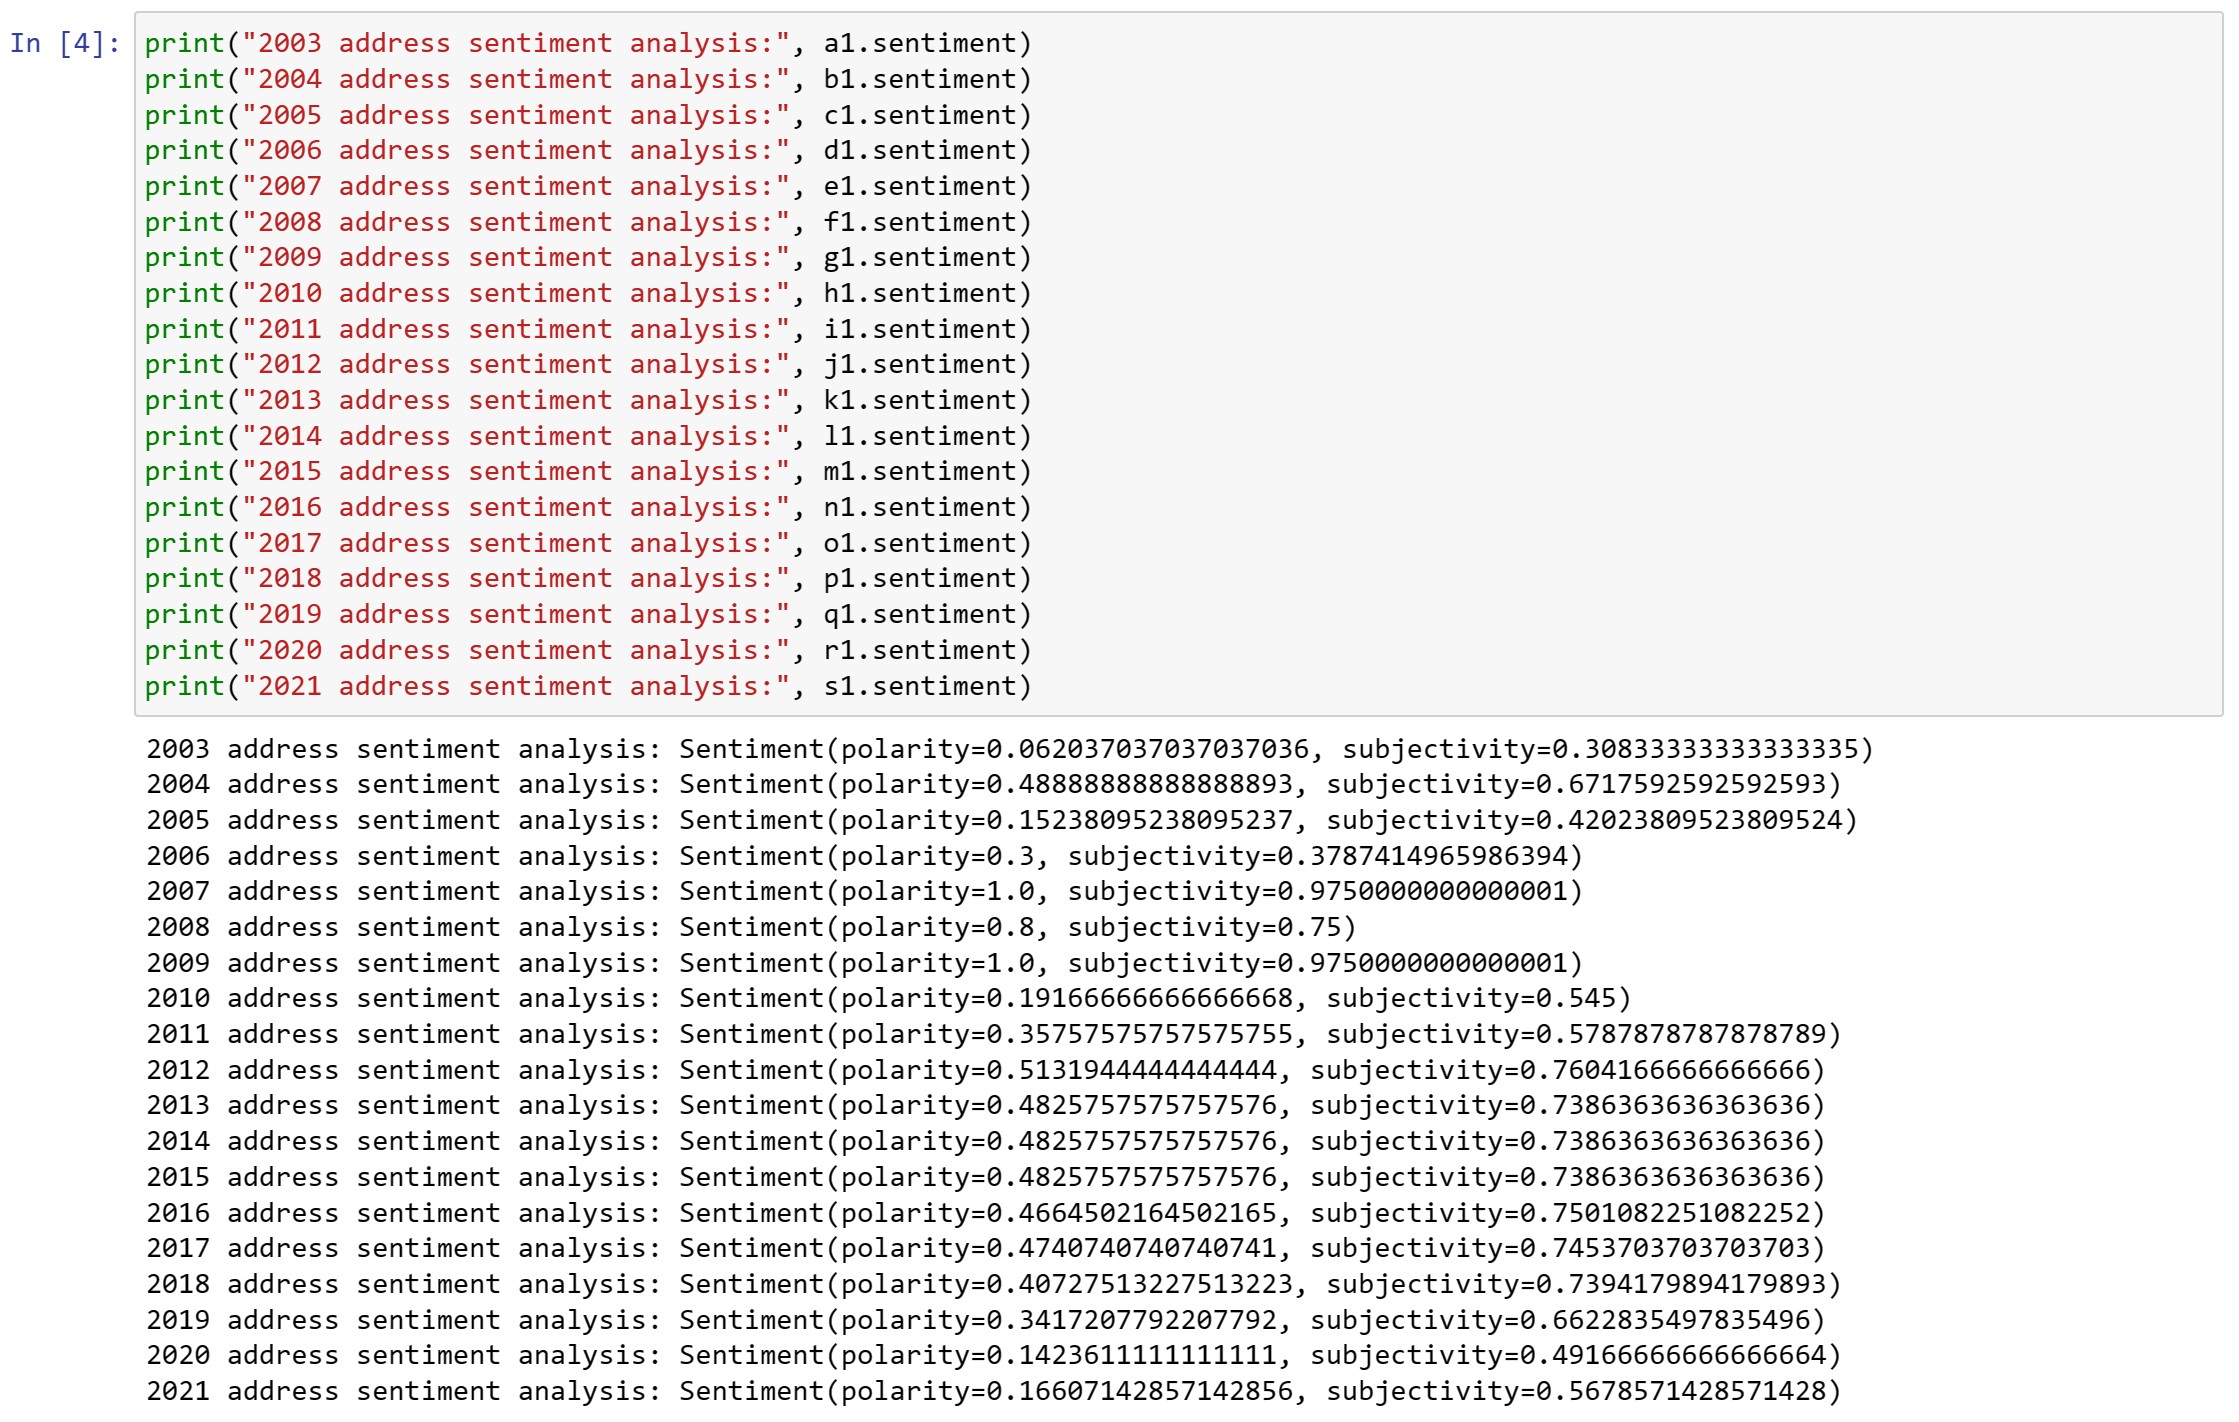 In [4]: print("2003 address sentiment analysis:", a1.sentiment)
print("2004 address sentiment analysis:", b1.sentiment)
print("2005 address sentiment analysis:", c1.sentiment)
print("2006 address sentiment analysis:", d1.sentiment)
print("2007 address sentiment analysis:", e1.sentiment)
print("2008 address sentiment analysis:", f1.sentiment)
print("2009 address sentiment analysis:", g1.sentiment)
print("2010 address sentiment analysis:", h1.sentiment)
print("2011 address sentiment analysis:", i1.sentiment)
print("2012 address sentiment analysis:", j1.sentiment)
print("2013 address sentiment analysis:", k1.sentiment)
print("2014 address sentiment analysis:", l1.sentiment)
print("2015 address sentiment analysis:", m1.sentiment)
print("2016 address sentiment analysis:", n1.sentiment)
print("2017 address sentiment analysis:", o1.sentiment)
print("2018 address sentiment analysis:", p1.sentiment)
print("2019 address sentiment analysis:", q1.sentiment)
print("2020 address sentiment analysis:", r1.sentiment)
print("2021 address sentiment analysis:", s1.sentiment)
2003 address sentiment analysis: Sentiment(polarity=0.062037037037037036, subjectivity=0.30833333333333335)
2004 address sentiment analysis: Sentiment(polarity=0.48888888888888893, subjectivity=0.6717592592592593)
2005 address sentiment analysis: Sentiment(polarity=0.15238095238095237, subjectivity=0.42023809523809524)
2006 address sentiment analysis: Sentiment(polarity=0.3, subjectivity=0.3787414965986394)
2007 address sentiment analysis: Sentiment(polarity=1.0, subjectivity=0.9750000000000001)
2008 address sentiment analysis: Sentiment(polarity=0.8, subjectivity=0.75)
2009 address sentiment analysis: Sentiment(polarity=1.0, subjectivity=0.9750000000000001)
2010 address sentiment analysis: Sentiment(polarity=0.19166666666666668, subjectivity=0.545)
2011 address sentiment analysis: Sentiment(polarity=0.35757575757575755, subjectivity=0.5787878787878789)
2012 address sentiment analysis: Sentiment(polarity=0.5131944444444444, subjectivity=0.7604166666666666)
2013 address sentiment analysis: Sentiment(polarity=0.4825757575757576, subjectivity=0.7386363636363636)
2014 address sentiment analysis: Sentiment(polarity=0.4825757575757576, subjectivity=0.7386363636363636)
2015 address sentiment analysis: Sentiment(polarity=0.4825757575757576, subjectivity=0.7386363636363636)
2016 address sentiment analysis: Sentiment(polarity=0.4664502164502165, subjectivity=0.7501082251082252)
2017 address sentiment analysis: Sentiment(polarity=0.4740740740740741, subjectivity=0.7453703703703703)
2018 address sentiment analysis: Sentiment(polarity=0.40727513227513223, subjectivity=0.7394179894179893)
2019 address sentiment analysis: Sentiment(polarity=0.3417207792207792, subjectivity=0.6622835497835496)
2020 address sentiment analysis: Sentiment(polarity=0.1423611111111111, subjectivity=0.49166666666666664)
2021 address sentiment analysis: Sentiment(polarity=0.16607142857142856, subjectivity=0.5678571428571428)